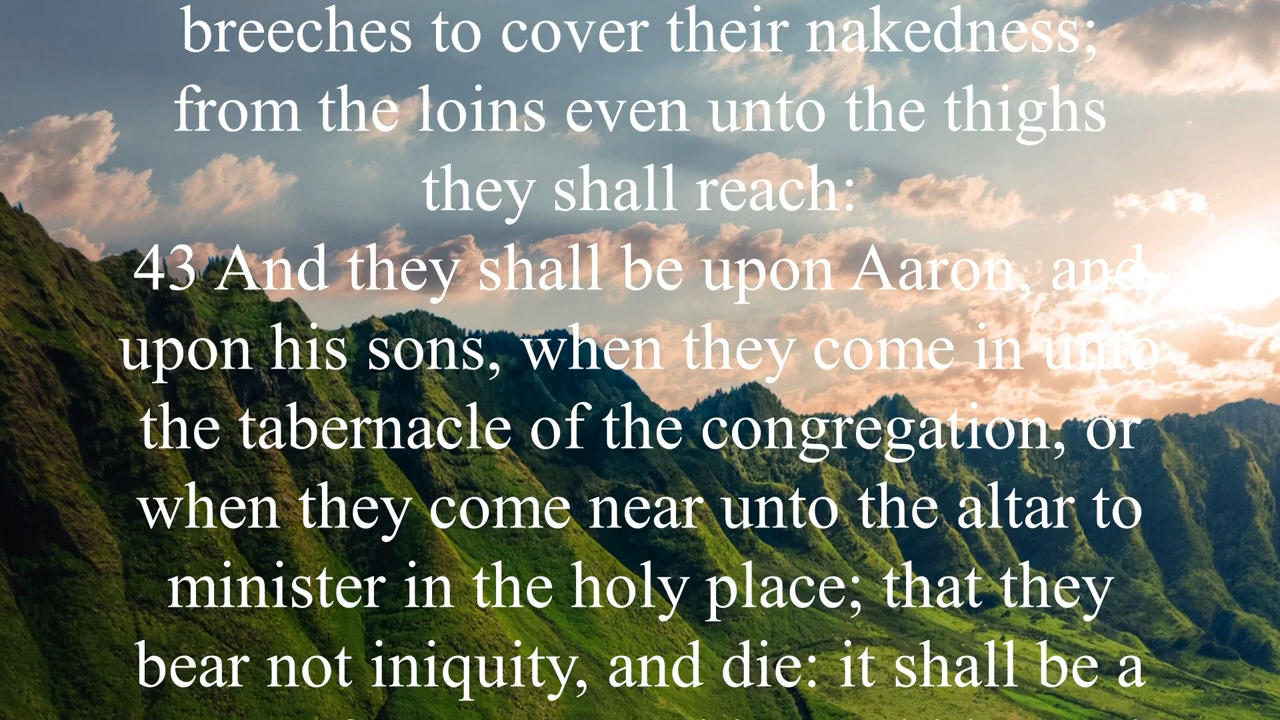 breeches to cover their nakedness;
from the loins even unto the thighs
they shall reach:
43 And they shall be upon Aaron, and
upon his sons, when they come in unto
the tabernacle of the congregation, or
when they come near unto the altar to
minister in the holy place; that they
bear not iniquity, and die: it shall be a